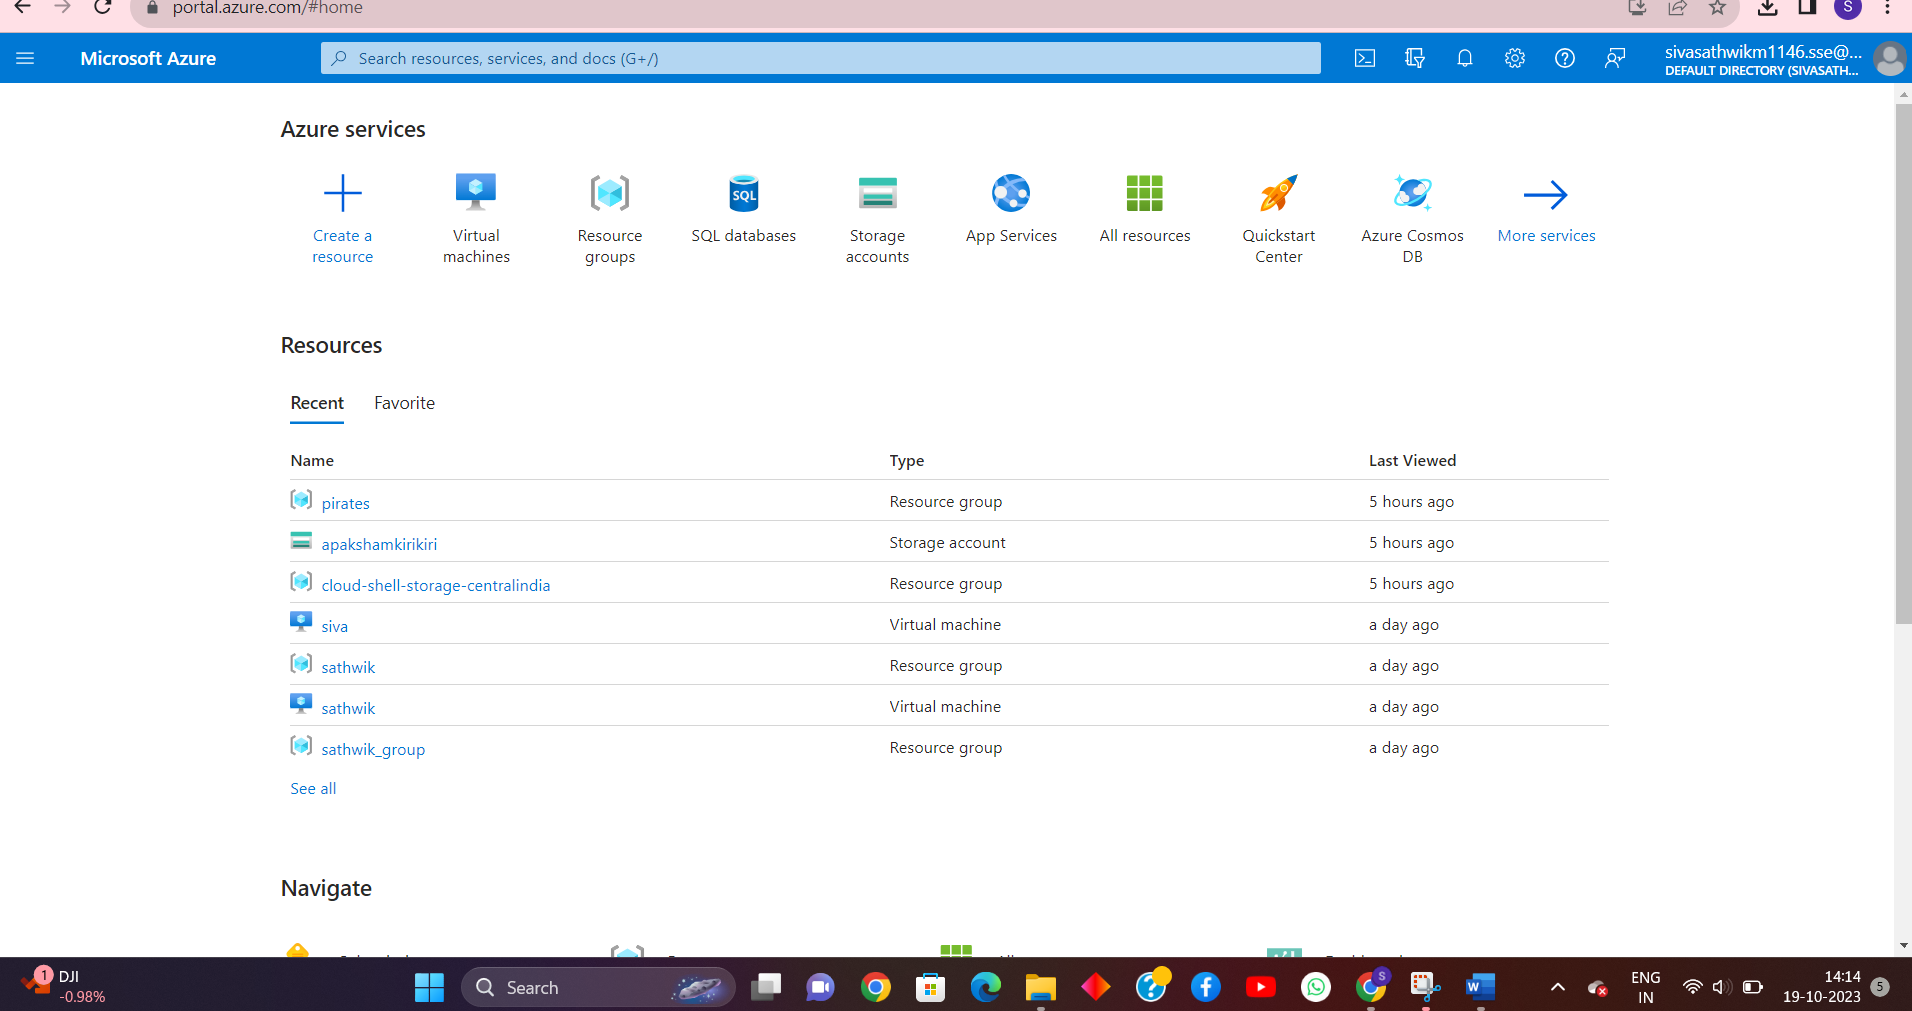 portal.azure.com/#home
S
Microsoft Azure
Search resources, services, and docs (G+/)
sivasathwikm1146.sse@...
DEFAULT DIRECTORY (SIVASATH...
Azure services
Create a
resource
Virtual
machines
Resource
groups
SQL
SQL databases
Storage
accounts
App Services
All resources
Quickstart
Center
Azure Cosmos
DB
More services
Resources
Recent Favorite
Name Type Last Viewed
pirates Resource group 5 hours ago
apakshamkirikiri Storage account 5 hours ago
cloud-shell-storage-centralindia Resource group 5 hours ago
siva Virtual machine a day ago
sathwik Resource group a day ago
sathwik Virtual machine a day ago
sathwik_group Resource group a day ago
See all
Navigate
1
DJI
-0.98%
Search
S
W
ENG
IN
14:14
19-10-2023
5